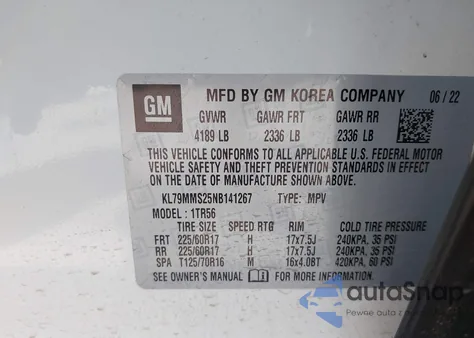 GM
MFD BY GM KOREA COMPANY 06/22
GVWR GAWR FRT GAWR RR
4189 LB 2336 LB 2336 LB
THIS VEHICLE CONFORMS TO ALL APPLICABLE U.S. FEDERAL MOTOR
VEHICLE SAFETY AND THEFT PREVENTION STANDARDS IN EFFECT
ON THE DATE OF MANUFACTURE SHOWN ABOVE.
KL79MMS25NB141267 TYPE: MPV
MODEL: 1TR56
TIRE SIZE SPEED RTG RIM COLD TIRE PRESSURE
FRT 225/60R17 H 17x7.5J 240KPA, 35 PSI
RR 225/60R17 H 17x7.5J 240KPA, 35 PSI
SPA T125/70R16 M 16x4.0BT 420KPA, 60 PSI
SEE OWNER'S MANUAL FOR MORE INFORMATION.
autoSnap